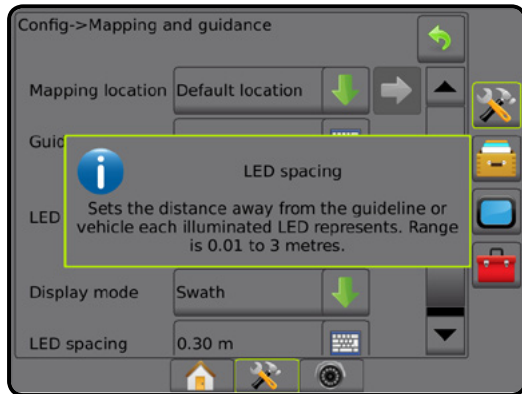 Config->Mapping and guidance
Mapping location Default location
Guid
LED spacing
Sets the distance away from the guideline or
LED
vehicle each illuminated LED represents. Range
is 0.01 to 3 metres.
Display mode Swath
LED spacing 0.30 m